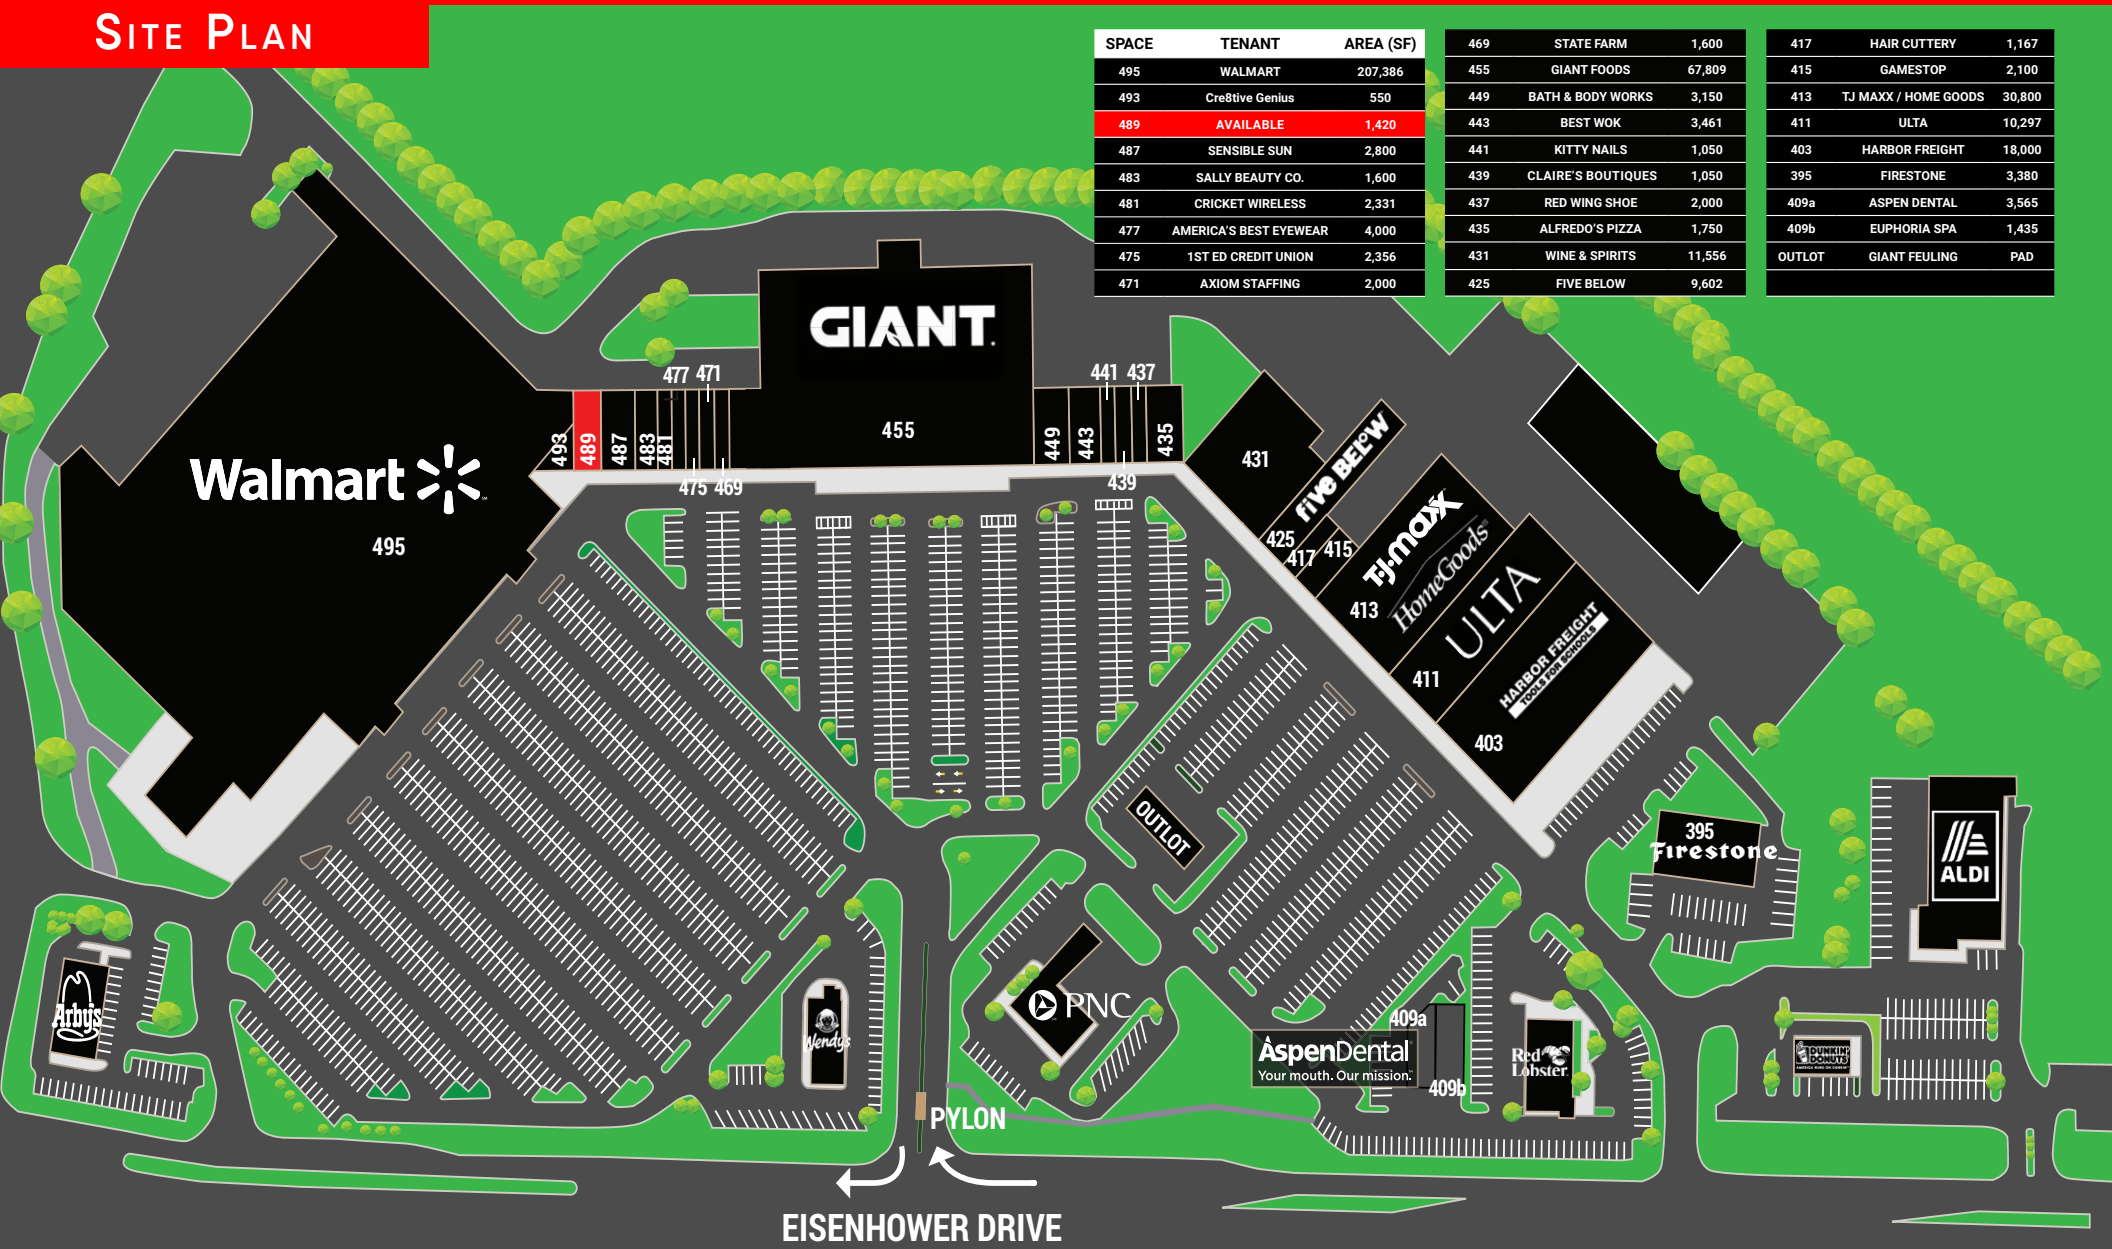 SITE PLAN
SPACE TENANT AREA (SF)
495 WALMART 207,386
493 Cre8tive Genius 550
489 AVAILABLE 1,420
487 SENSIBLE SUN 2,800
483 SALLY BEAUTY CO. 1,600
481 CRICKET WIRELESS 2,331
477 AMERICA'S BEST EYEWEAR 4,000
475 1ST ED CREDIT UNION 2,356
471 AXIOM STAFFING 2,000
469 STATE FARM 1,600
455 GIANT FOODS 67,809
449 BATH & BODY WORKS 3,150
443 BEST WOK 3,461
441 KITTY NAILS 1,050
439 CLAIRE'S BOUTIQUES 1,050
437 RED WING SHOE 2,000
435 ALFREDO'S PIZZA 1,750
431 WINE & SPIRITS 11,556
425 FIVE BELOW 9,602
417 HAIR CUTTERY 1,167
415 GAMESTOP 2,100
413 TJ MAXX / HOME GOODS 30,800
411 ULTA 10,297
403 HARBOR FREIGHT 18,000
395 FIRESTONE 3,380
409a ASPEN DENTAL 3,565
409b EUPHORIA SPA 1,435
OUTLOT GIANT FEULING PAD
GIANT
455
477 471
441 437
493
489
487
483
481
475 469
449
443
435
439
Walmart
495
431
five BELOW
425
417
415
T·J·maxx
HomeGoods
413
ULTA
411
HARBOR FREIGHT
TOOLS FOR SCHOOLS
403
OUTLOT
395
Firestone
ALDI
Arby's
Wendy's
PNC
409a
AspenDental
Your mouth. Our mission.
409b
Red
Lobster
DUNKIN'
DONUTS
AMERICA RUNS ON DUNKIN'
PYLON
EISENHOWER DRIVE